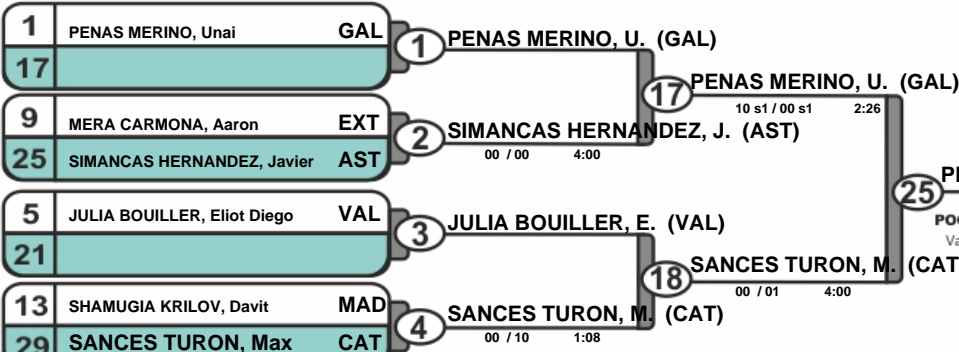 1 PENAS MERINO, Unai GAL
17
1 PENAS MERINO, U. (GAL)
17 PENAS MERINO, U. (GAL)
10 s1 / 00 s1 2:26
9 MERA CARMONA, Aaron EXT
25 SIMANCAS HERNANDEZ, Javier AST
2 SIMANCAS HERNANDEZ, J. (AST)
00 / 00 4:00
25
5 JULIA BOUILLER, Eliot Diego VAL
21
3 JULIA BOUILLER, E. (VAL)
18 SANCES TURON, M. (CAT
00 / 01 4:00
13 SHAMUGIA KRILOV, Davit MAD
29 SANCES TURON, Max CAT
4 SANCES TURON, M. (CAT)
00 / 10 1:08